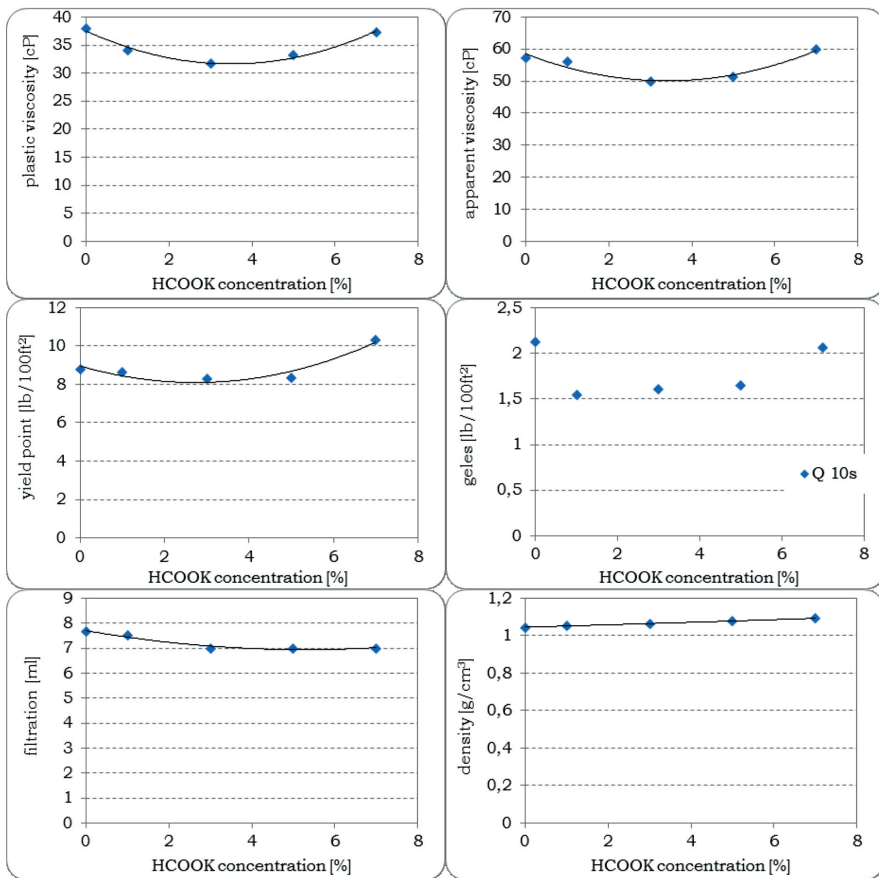 plastic viscosity [cP]
40
35
30
25
20
15
10
5
0
0 2 4 6 8
HCOOK concentration [%]
apparent viscosity [cP]
70
60
50
40
30
20
10
0
0 2 4 6 8
HCOOK concentration [%]
yield point [lb/100ft²]
12
10
8
6
4
2
0
0 2 4 6 8
HCOOK concentration [%]
geles [lb/100ft²]
2,5
2
1,5
1
0,5
0
Q 10s
0 2 4 6 8
HCOOK concentration [%]
filtration [ml]
9
8
7
6
5
4
3
2
1
0
0 2 4 6 8
HCOOK concentration [%]
density [g/cm³]
1,2
1
0,8
0,6
0,4
0,2
0
0 2 4 6 8
HCOOK concentration [%]